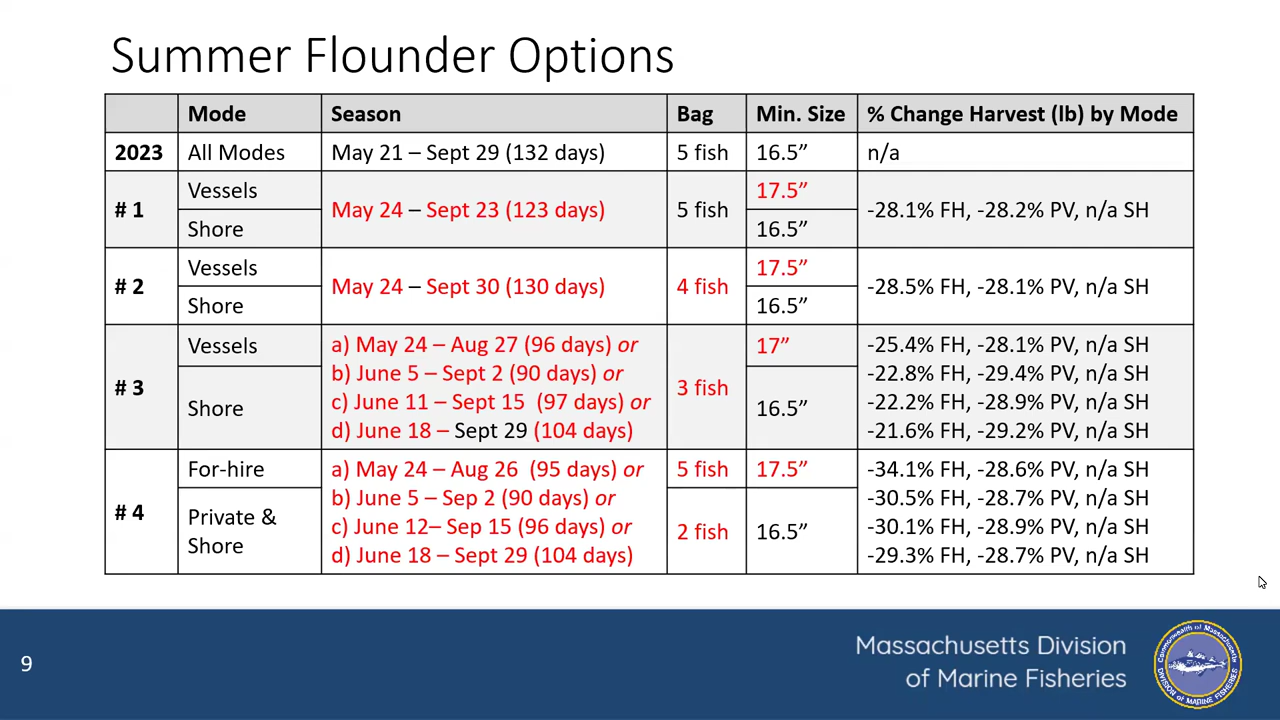 Summer Flounder Options
Mode Season Bag Min. Size % Change Harvest (lb) by Mode
2023 All Modes May 21 – Sept 29 (132 days) 5 fish 16.5” n/a
# 1 Vessels May 24 – Sept 23 (123 days) 5 fish 17.5” -28.1% FH, -28.2% PV, n/a SH
Shore 16.5”
# 2 Vessels May 24 – Sept 30 (130 days) 4 fish 17.5” -28.5% FH, -28.1% PV, n/a SH
Shore 16.5”
# 3 Vessels a) May 24 – Aug 27 (96 days) or 3 fish 17” -25.4% FH, -28.1% PV, n/a SH
b) June 5 – Sept 2 (90 days) or -22.8% FH, -29.4% PV, n/a SH
Shore c) June 11 – Sept 15 (97 days) or 16.5” -22.2% FH, -28.9% PV, n/a SH
d) June 18 – Sept 29 (104 days) -21.6% FH, -29.2% PV, n/a SH
# 4 For-hire a) May 24 – Aug 26 (95 days) or 5 fish 17.5” -34.1% FH, -28.6% PV, n/a SH
b) June 5 – Sep 2 (90 days) or -30.5% FH, -28.7% PV, n/a SH
Private & c) June 12– Sep 15 (96 days) or 2 fish 16.5” -30.1% FH, -28.9% PV, n/a SH
Shore d) June 18 – Sept 29 (104 days) -29.3% FH, -28.7% PV, n/a SH
Massachusetts Division
of Marine Fisheries
9
Commonwealth of Massachusetts
DIVISION of MARINE FISHERIES